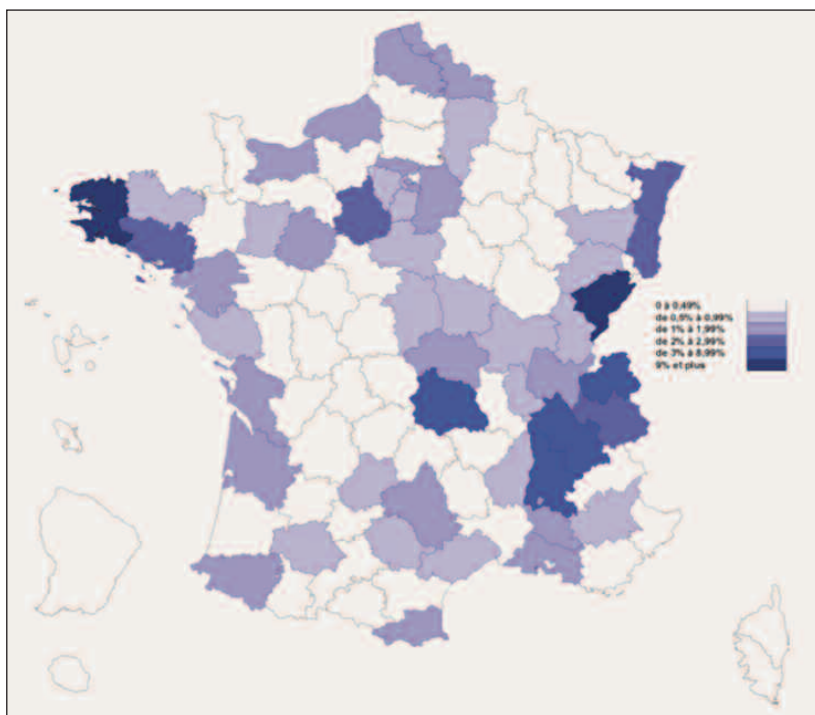 0 à 0,49%
de 0,5% à 0,99%
de 1% à 1,99%
de 2% à 2,99%
de 3% à 8,99%
9% et plus